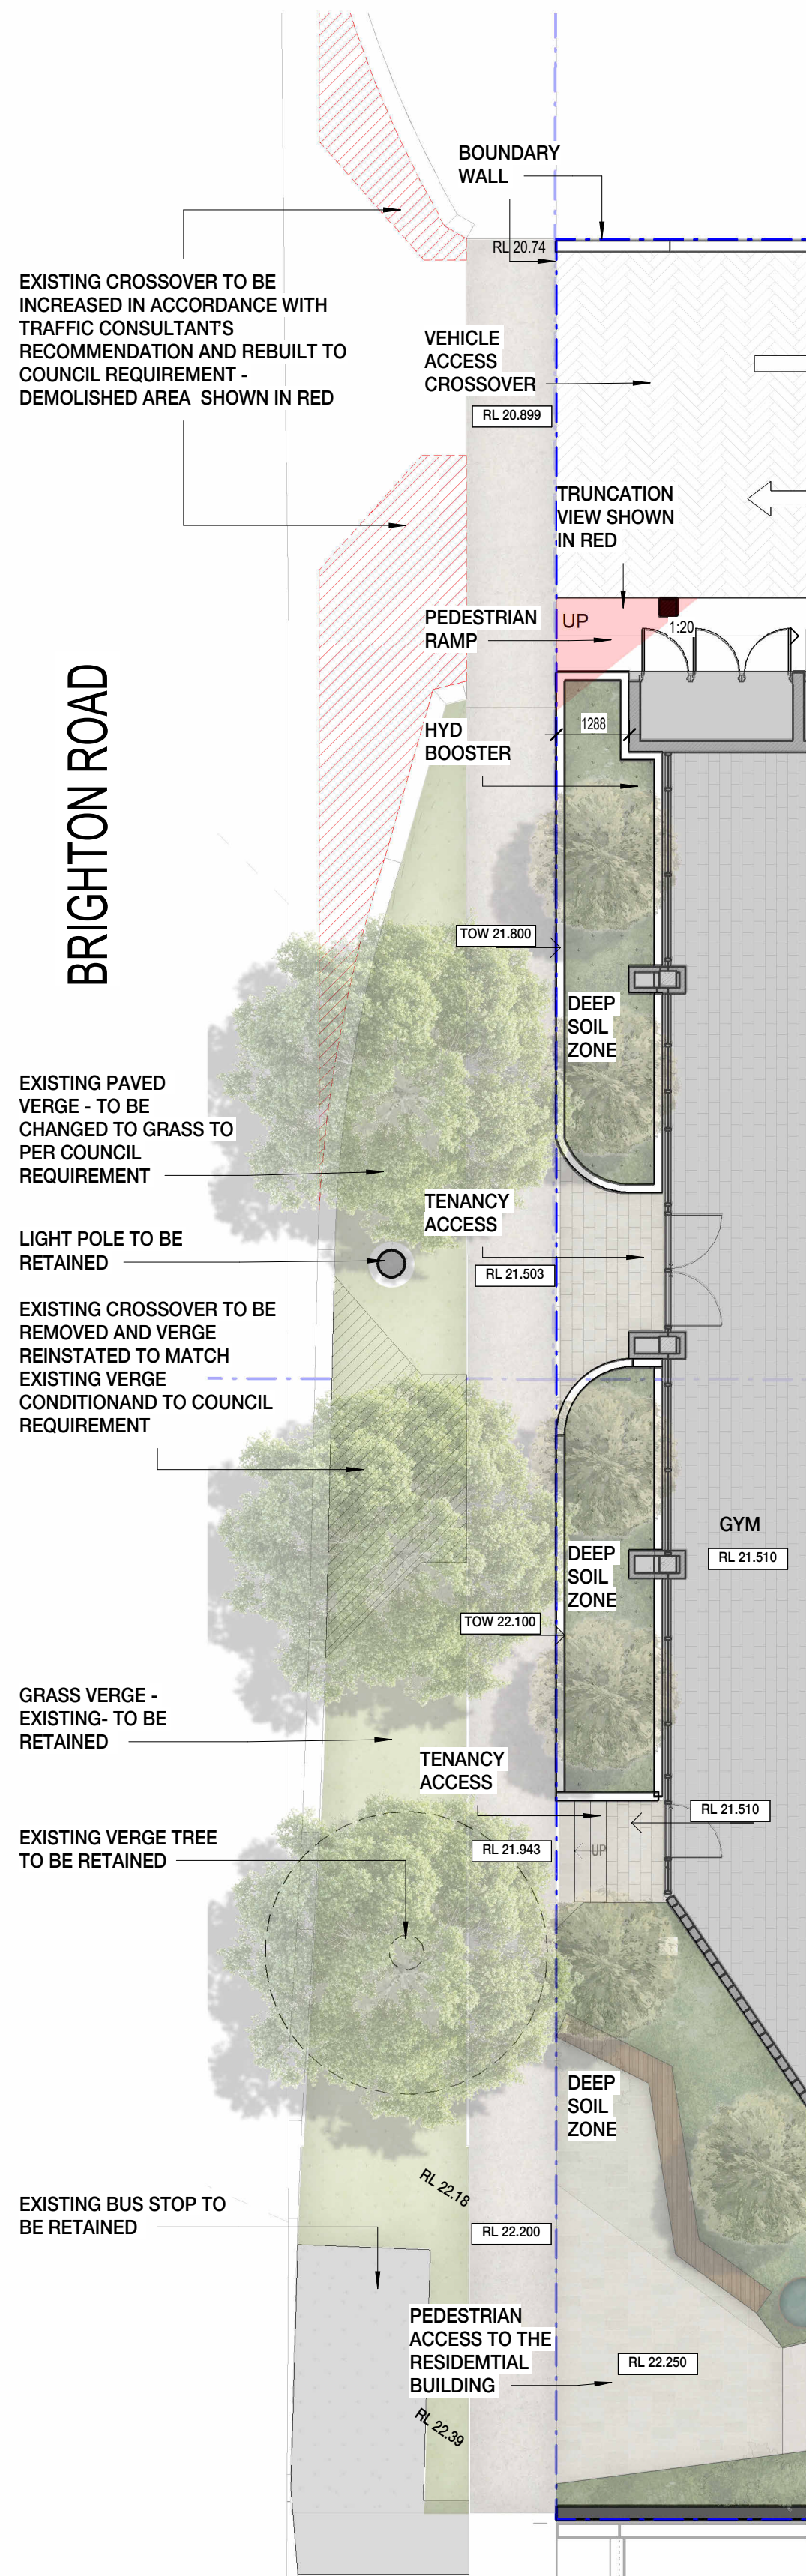 BOUNDARY
WALL
RL 20.74
EXISTING CROSSOVER TO BE
INCREASED IN ACCORDANCE WITH
TRAFFIC CONSULTANT'S
RECOMMENDATION AND REBUILT TO
COUNCIL REQUIREMENT -
DEMOLISHED AREA SHOWN IN RED
VEHICLE
ACCESS
CROSSOVER
RL 20.899
TRUNCATION
VIEW SHOWN
IN RED
PEDESTRIAN
RAMP
UP
1:20
BRIGHTON ROAD
HYD
BOOSTER
1288
TOW 21.800
DEEP
SOIL
ZONE
EXISTING PAVED
VERGE - TO BE
CHANGED TO GRASS TO
PER COUNCIL
REQUIREMENT
TENANCY
ACCESS
LIGHT POLE TO BE
RETAINED
RL 21.503
EXISTING CROSSOVER TO BE
REMOVED AND VERGE
REINSTATED TO MATCH
EXISTING VERGE
CONDITIONAND TO COUNCIL
REQUIREMENT
GYM
RL 21.510
DEEP
SOIL
ZONE
TOW 22.100
GRASS VERGE -
EXISTING- TO BE
RETAINED
TENANCY
ACCESS
RL 21.510
EXISTING VERGE TREE
TO BE RETAINED
RL 21.943
UP
DEEP
SOIL
ZONE
RL 22.18
EXISTING BUS STOP TO
BE RETAINED
RL 22.200
PEDESTRIAN
ACCESS TO THE
RESIDEMTIAL
BUILDING
RL 22.250
RL 22.39